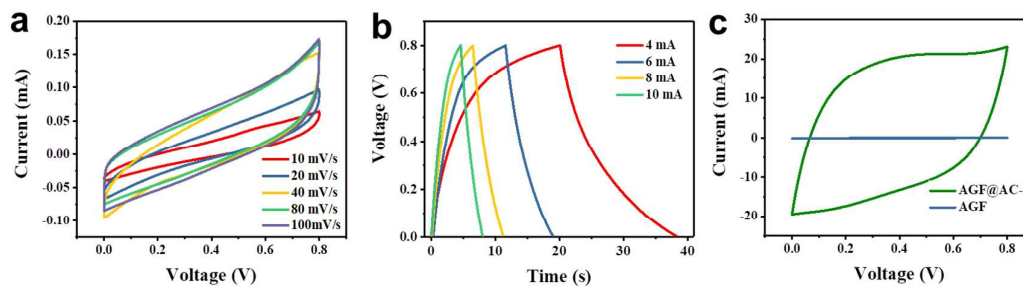 a
0.20
0.15
0.10
0.05
0.00
-0.05
-0.10
Current (mA)
10 mV/s
20 mV/s
40 mV/s
80 mV/s
100mV/s
0.0 0.2 0.4 0.6 0.8
Voltage (V)
b
1.0
0.8
0.6
0.4
0.2
0.0
Voltage (V)
4 mA
6 mA
8 mA
10 mA
0 10 20 30 40
Time (s)
c
30
20
10
0
-10
-20
Current (mA)
AGF@AC-
AGF
0.0 0.2 0.4 0.6 0.8
Voltage (V)